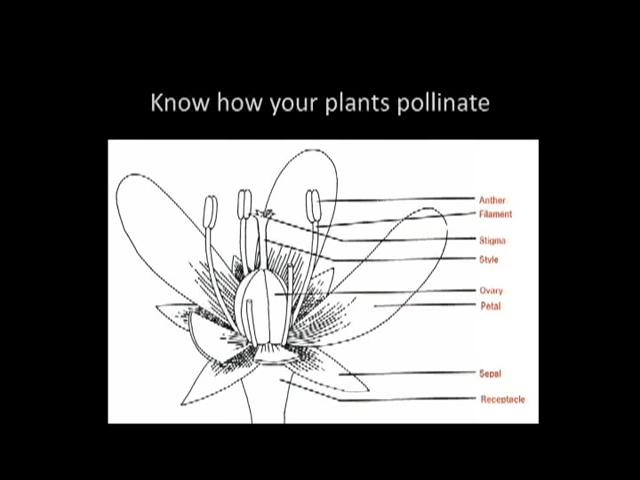 Know how your plants pollinate
Anther
Filament
Stigma
Style
Ovary
Petal
Sepal
Receptacle